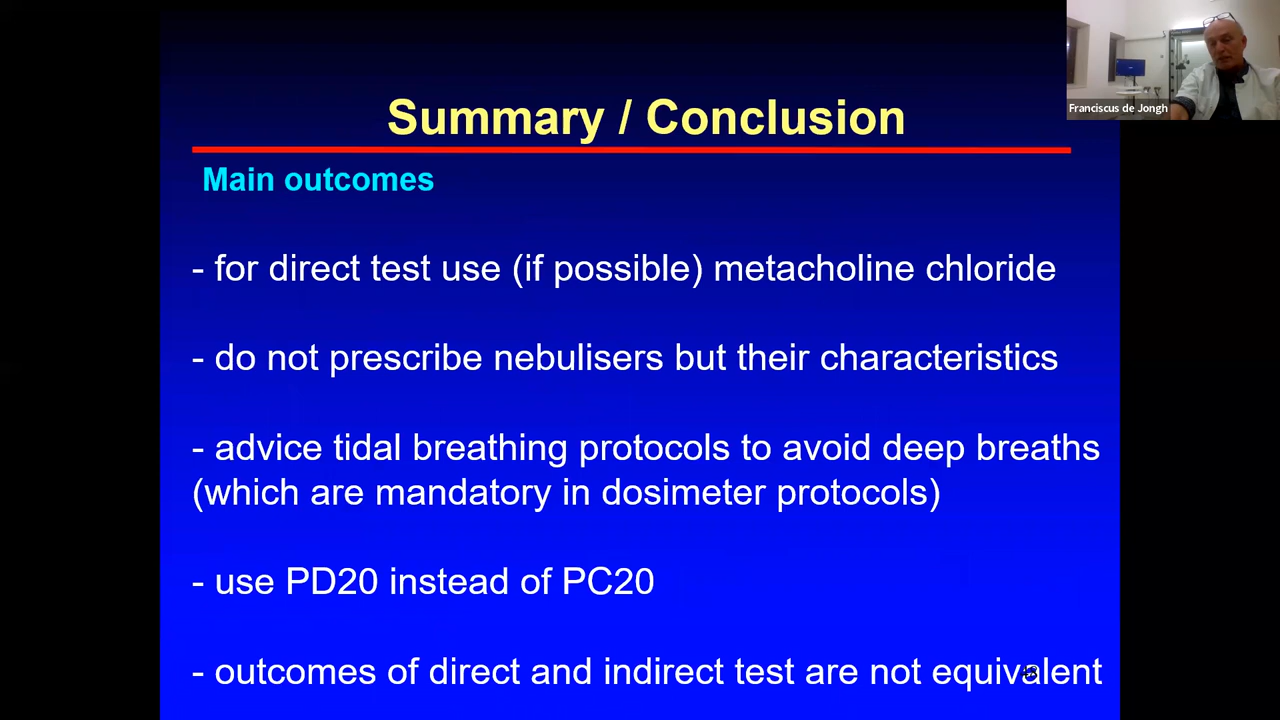 Summary / Conclusion
Franciscus de Jongh
Main outcomes
- for direct test use (if possible) metacholine chloride
- do not prescribe nebulisers but their characteristics
- advice tidal breathing protocols to avoid deep breaths
(which are mandatory in dosimeter protocols)
- use PD20 instead of PC20
- outcomes of direct and indirect test are not equivalent